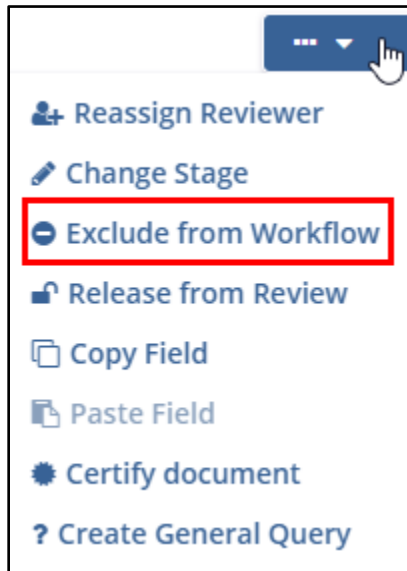 Reassign Reviewer
Change Stage
Exclude from Workflow
Release from Review
Copy Field
Paste Field
Certify document
? Create General Query